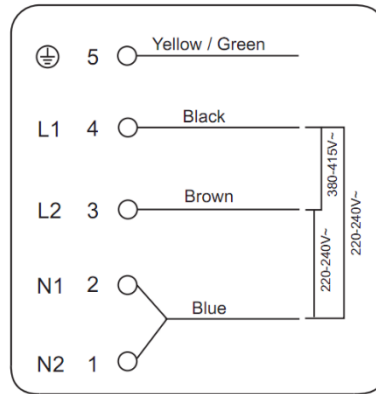 5 Yellow / Green
L1 4 Black
L2 3 Brown
N1 2
Blue
N2 1
380-415V~
220-240V~
220-240V~